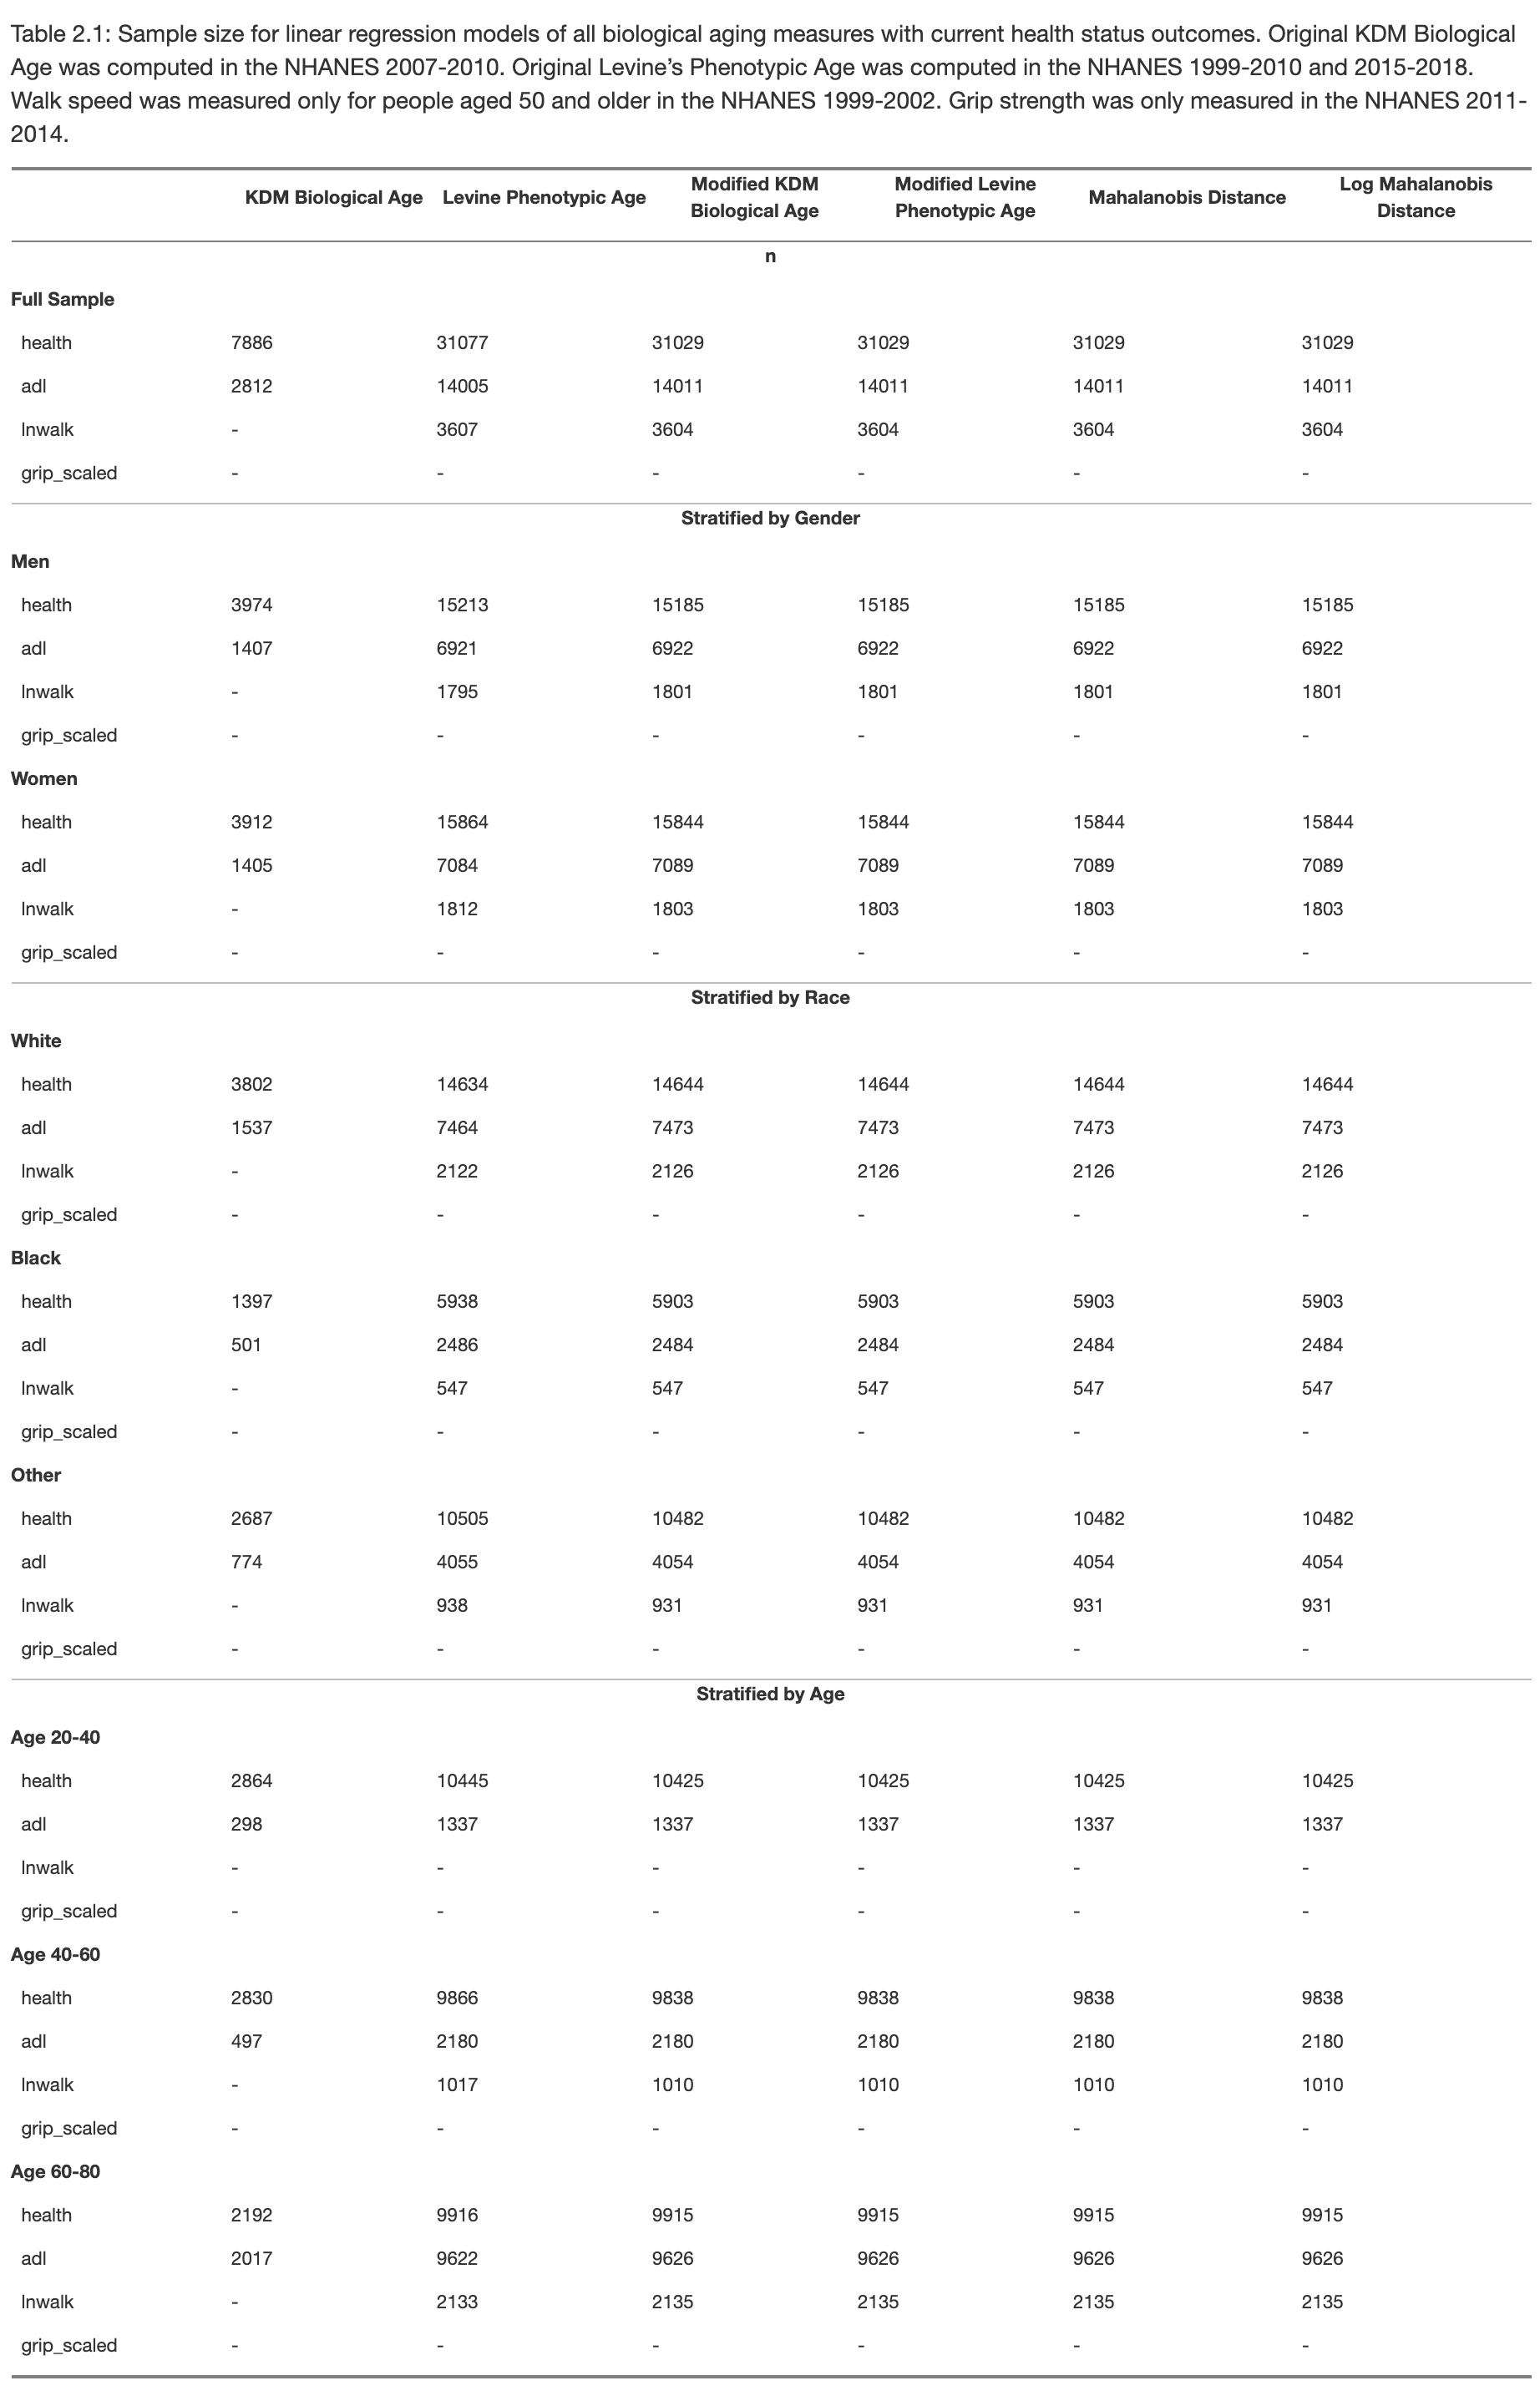 Table 2.1: Sample size for linear regression models of all biological aging measures with current health status outcomes. Original KDM Biological
Age was computed in the NHANES 2007-2010. Original Levine’s Phenotypic Age was computed in the NHANES 1999-2010 and 2015-2018.
Walk speed was measured only for people aged 50 and older in the NHANES 1999-2002. Grip strength was only measured in the NHANES 2011-
2014.
KDM Biological Age Levine Phenotypic Age Modified KDM Biological Age Modified Levine Phenotypic Age Mahalanobis Distance Log Mahalanobis Distance
n
Full Sample
health 7886 31077 31029 31029 31029 31029
adl 2812 14005 14011 14011 14011 14011
lnwalk - 3607 3604 3604 3604 3604
grip_scaled - - - - - -
Stratified by Gender
Men
health 3974 15213 15185 15185 15185 15185
adl 1407 6921 6922 6922 6922 6922
lnwalk - 1795 1801 1801 1801 1801
grip_scaled - - - - - -
Women
health 3912 15864 15844 15844 15844 15844
adl 1405 7084 7089 7089 7089 7089
lnwalk - 1812 1803 1803 1803 1803
grip_scaled - - - - - -
Stratified by Race
White
health 3802 14634 14644 14644 14644 14644
adl 1537 7464 7473 7473 7473 7473
lnwalk - 2122 2126 2126 2126 2126
grip_scaled - - - - - -
Black
health 1397 5938 5903 5903 5903 5903
adl 501 2486 2484 2484 2484 2484
lnwalk - 547 547 547 547 547
grip_scaled - - - - - -
Other
health 2687 10505 10482 10482 10482 10482
adl 774 4055 4054 4054 4054 4054
lnwalk - 938 931 931 931 931
grip_scaled - - - - - -
Stratified by Age
Age 20-40
health 2864 10445 10425 10425 10425 10425
adl 298 1337 1337 1337 1337 1337
lnwalk - - - - - -
grip_scaled - - - - - -
Age 40-60
health 2830 9866 9838 9838 9838 9838
adl 497 2180 2180 2180 2180 2180
lnwalk - 1017 1010 1010 1010 1010
grip_scaled - - - - - -
Age 60-80
health 2192 9916 9915 9915 9915 9915
adl 2017 9622 9626 9626 9626 9626
lnwalk - 2133 2135 2135 2135 2135
grip_scaled - - - - - -